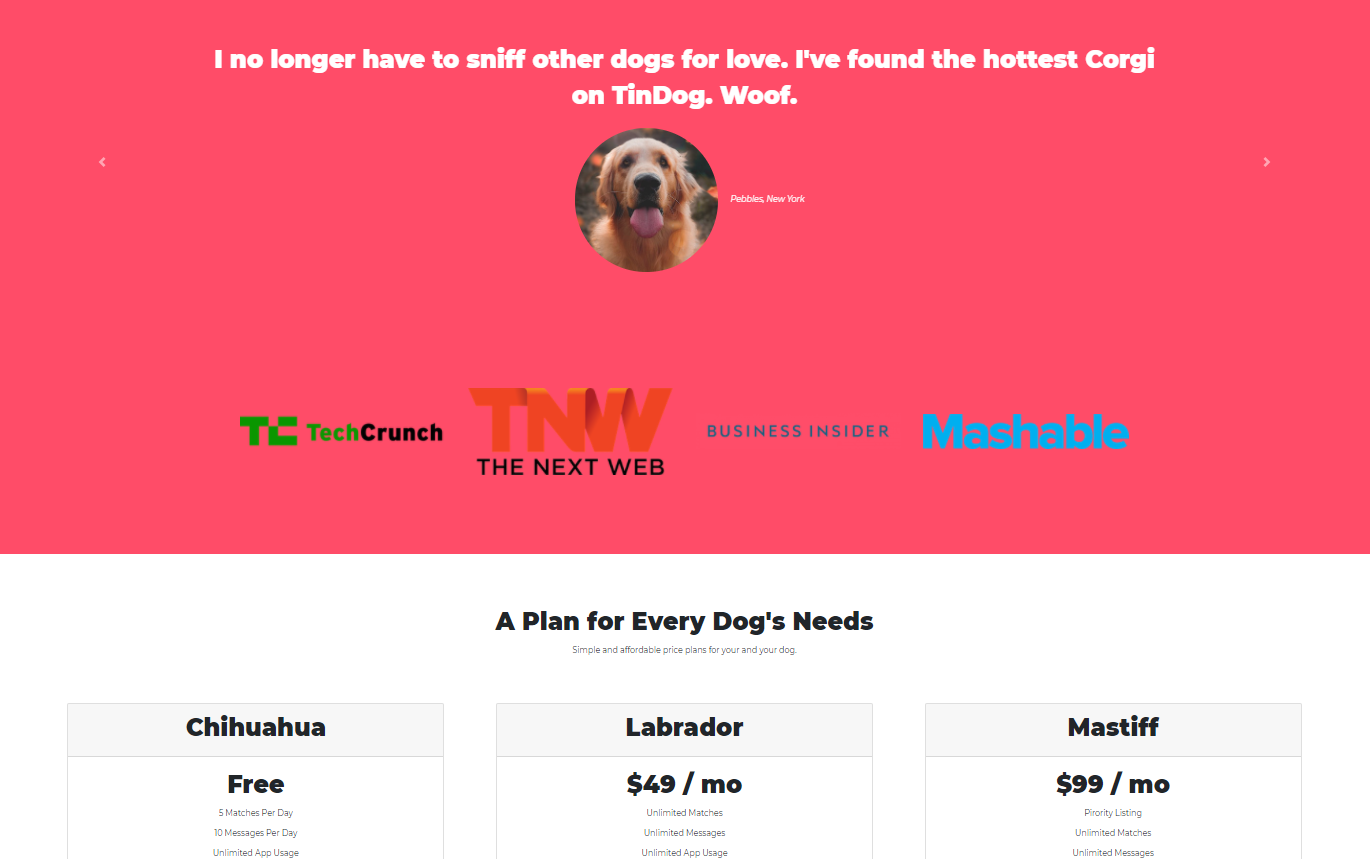 I no longer have to sniff other dogs for love. I've found the hottest Corgi
on TinDog. Woof.
Pebbles, New York
TC TechCrunch
TNW
THE NEXT WEB
BUSINESS INSIDER
Mashable
A Plan for Every Dog's Needs
Simple and affordable price plans for your and your dog.
Chihuahua
Free
5 Matches Per Day
10 Messages Per Day
Unlimited App Usage
Labrador
$49 / mo
Unlimited Matches
Unlimited Messages
Unlimited App Usage
Mastiff
$99 / mo
Pirority Listing
Unlimited Matches
Unlimited Messages